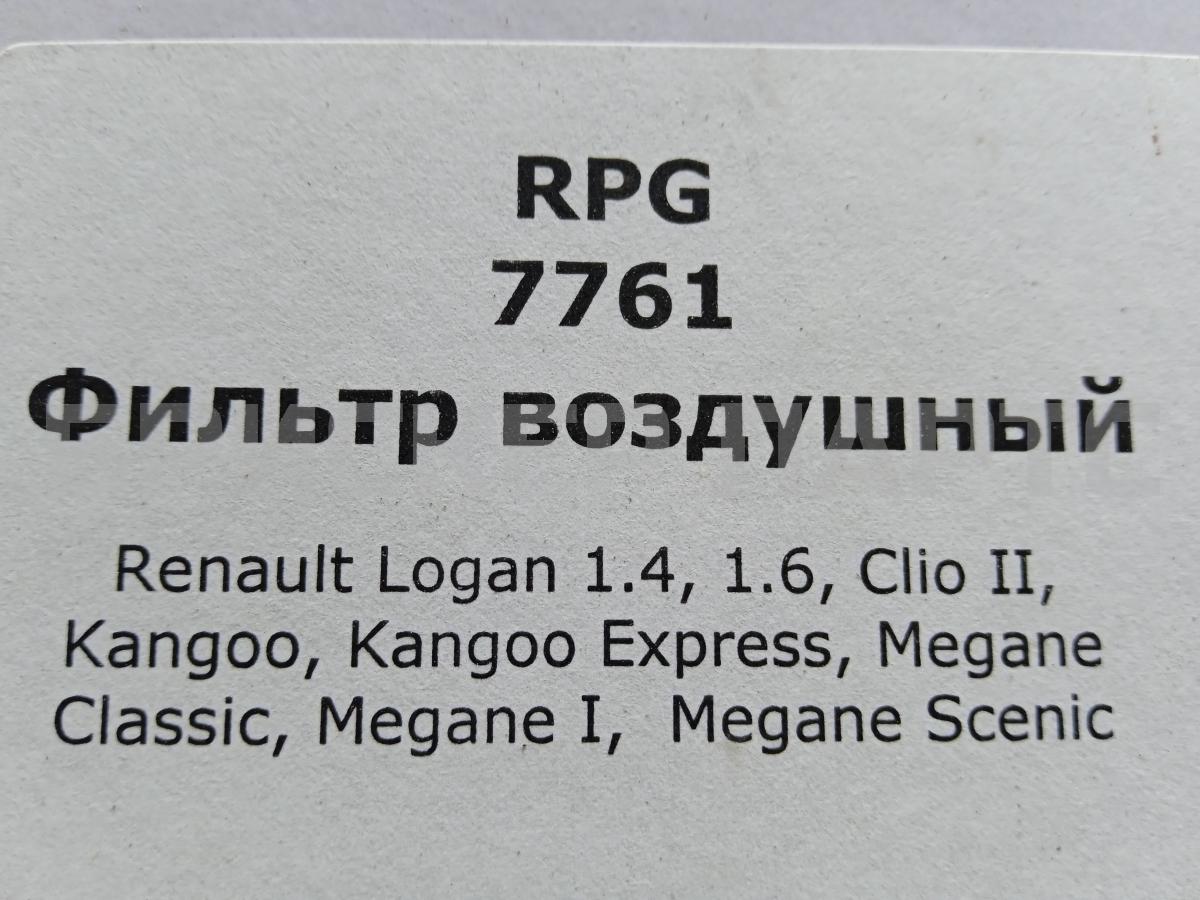 RPG
7761
Фильтр воздушный
Renault Logan 1.4, 1.6, Clio II,
Kangoo, Kangoo Express, Megane
Classic, Megane I, Megane Scenic